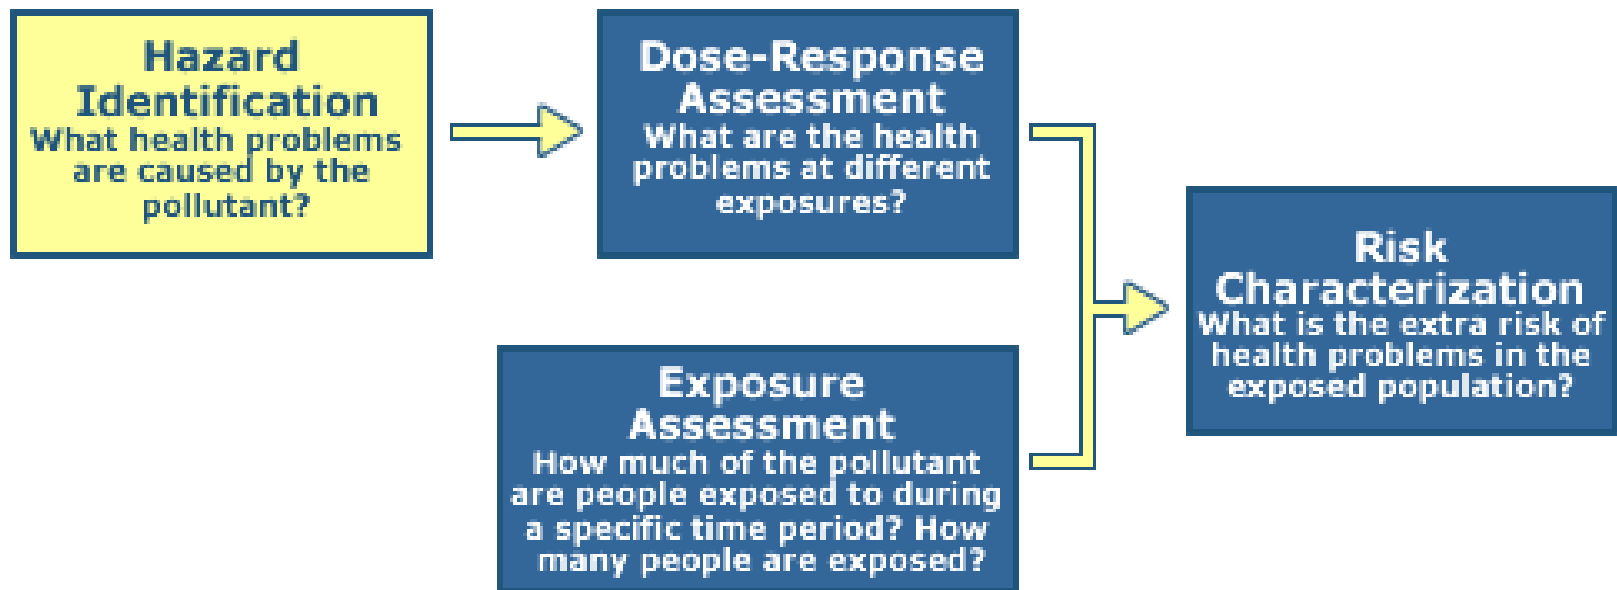 Hazard
Identification
What health problems
are caused by the
pollutant?
Dose-Response
Assessment
What are the health
problems at different
exposures?
Exposure
Assessment
How much of the pollutant
are people exposed to during
a specific time period? How
many people are exposed?
Risk
Characterization
What is the extra risk of
health problems in the
exposed population?